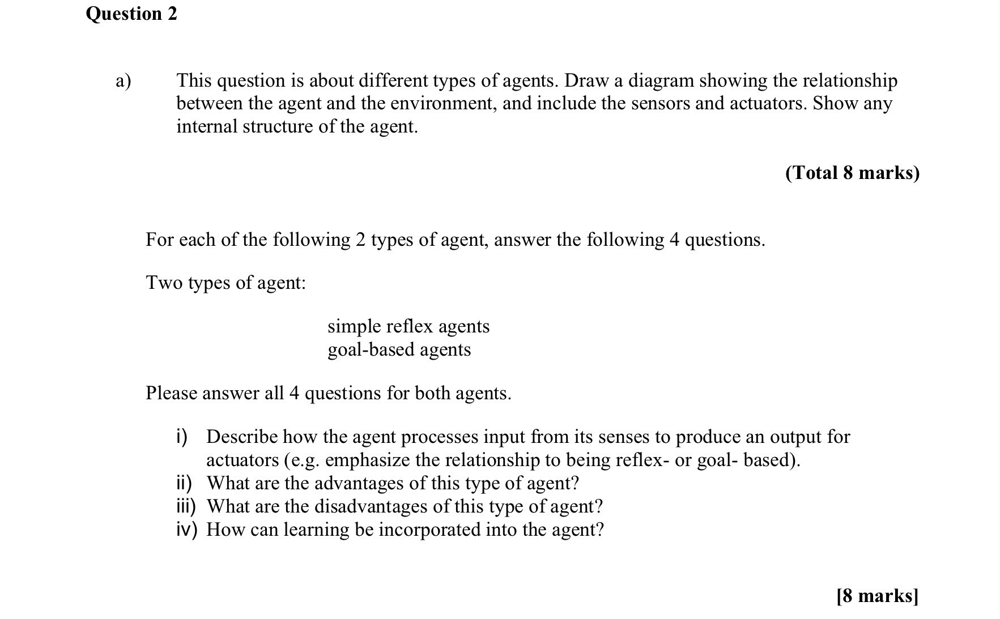 Question 2
a) This question is about different types of agents. Draw a diagram showing the relationship
between the agent and the environment, and include the sensors and actuators. Show any
internal structure of the agent.
(Total 8 marks)
For each of the following 2 types of agent, answer the following 4 questions.
Two types of agent:
simple reflex agents
goal-based agents
Please answer all 4 questions for both agents.
i) Describe how the agent processes input from its senses to produce an output for
actuators (e.g. emphasize the relationship to being reflex- or goal- based).
ii) What are the advantages of this type of agent?
iii) What are the disadvantages of this type of agent?
iv) How can learning be incorporated into the agent?
[8 marks]